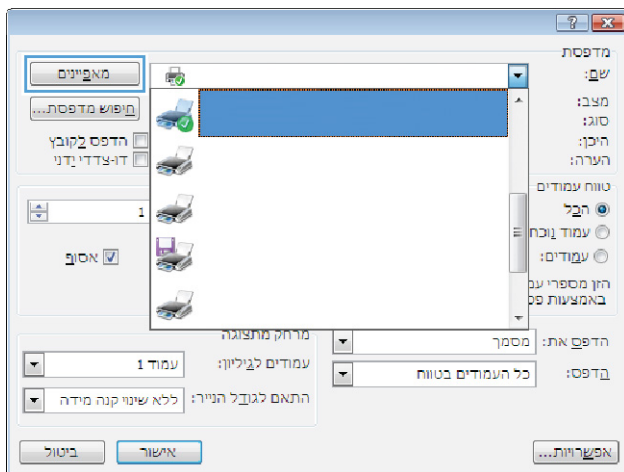 מדפסת
שם:
מאפיינים
מצב:
חיפוש מדפסת...
סוג:
היכן:
הדפס לקובץ
הערה:
דו-צדדי ידני
טווח עמודים
הכל
1
עמוד נוכח
עמודים:
אסוף
הזן מספרי
באמצעות
מרחק מתצוגה
הדפס את: מסמך
עמודים לגיליון: עמוד 1
הדפס: כל העמודים בטווח
התאם לגודל הנייר: ללא שינוי קנה מידה
אפשרויות...
אישור
ביטול